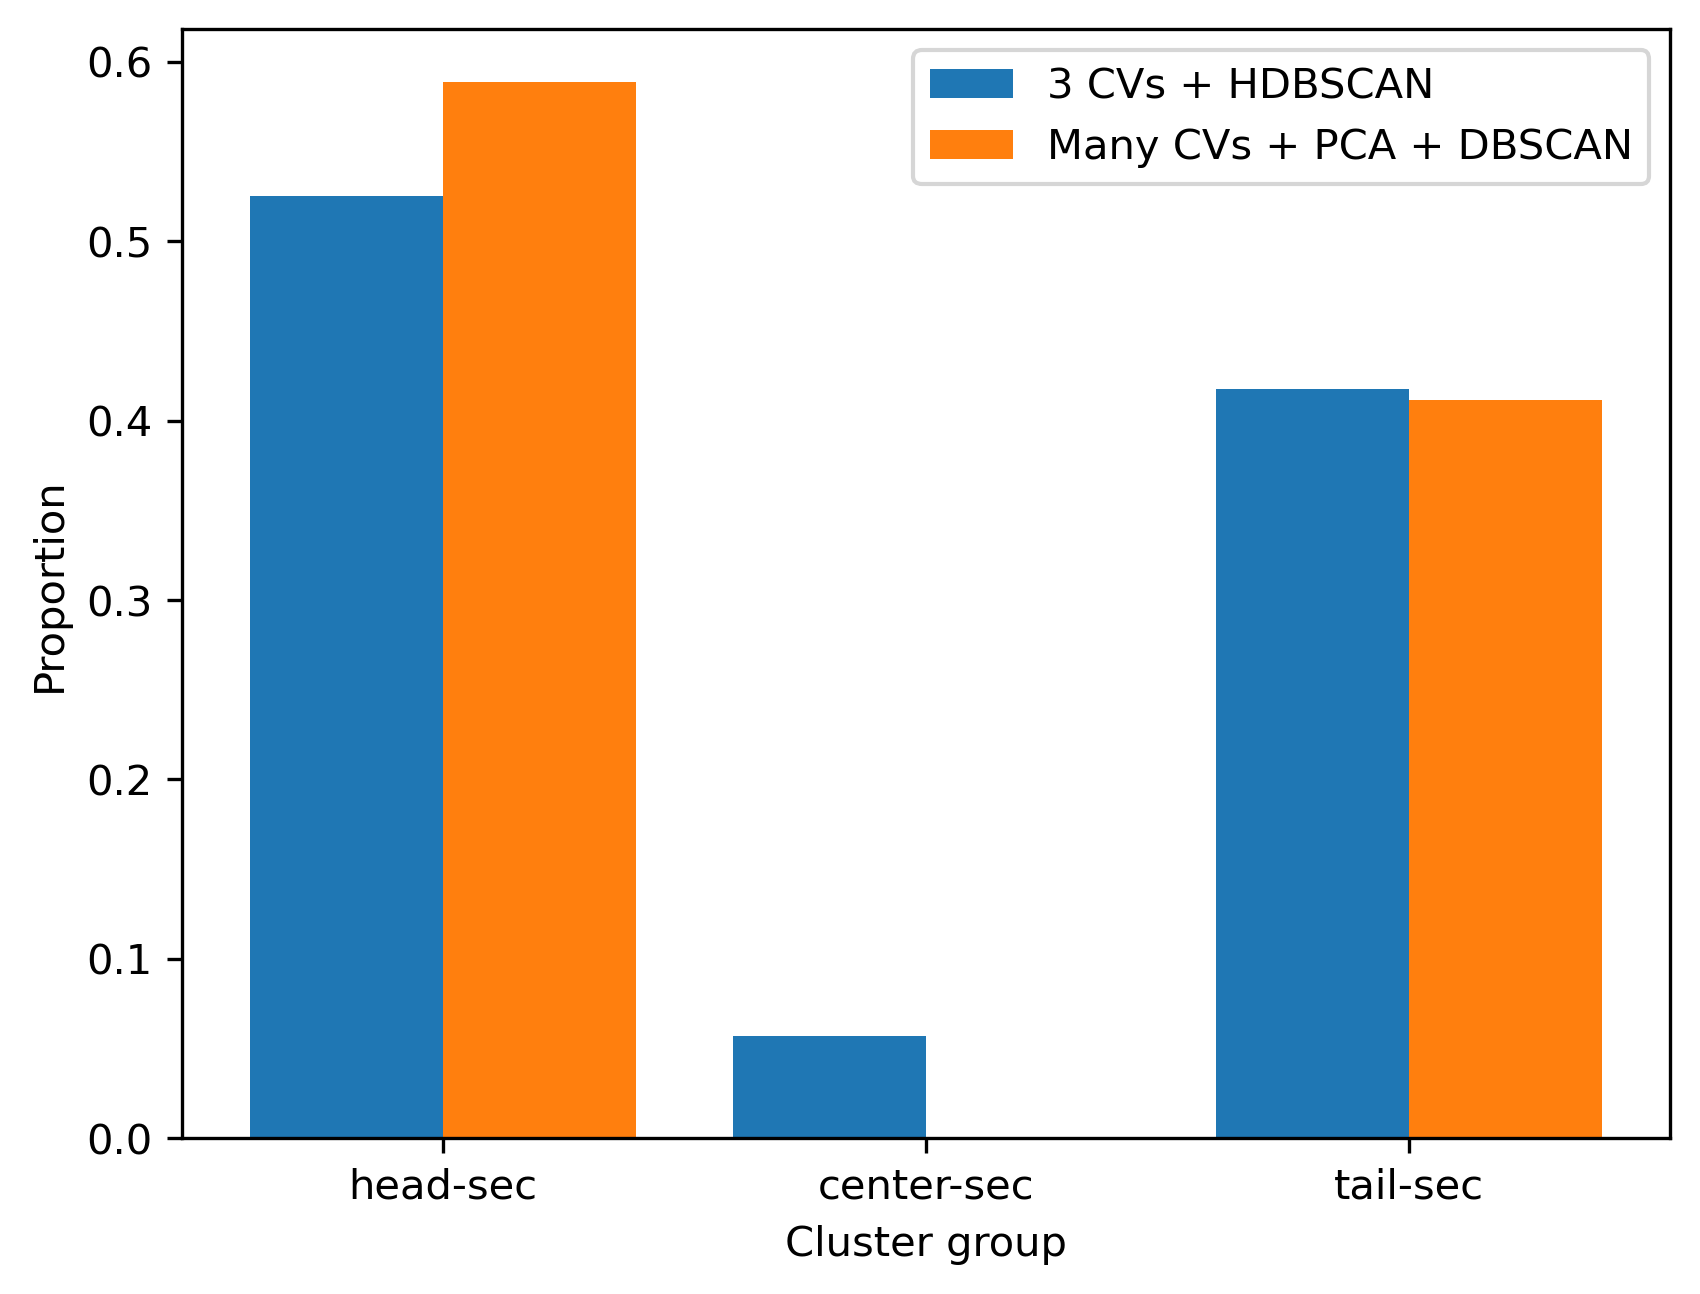 3 CVs + HDBSCAN
Many CVs + PCA + DBSCAN
Proportion
0.6
0.5
0.4
0.3
0.2
0.1
0.0
head-sec center-sec tail-sec
Cluster group